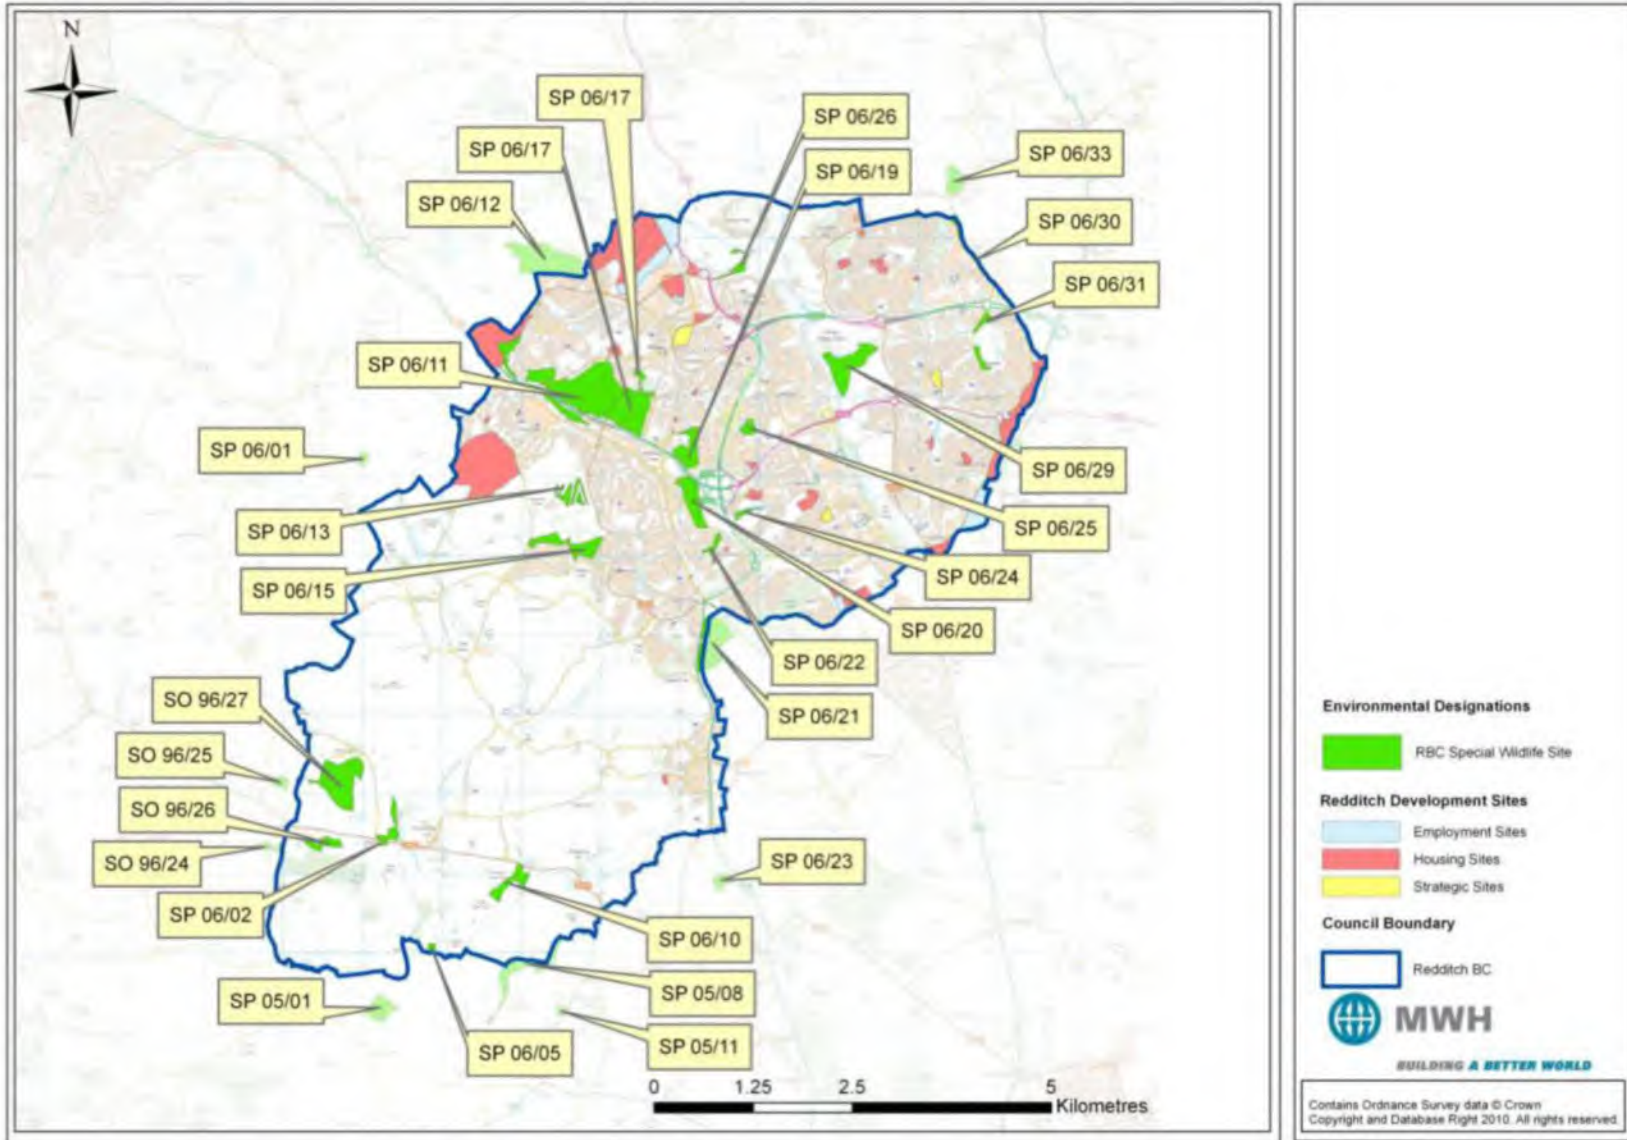 N
SP 06/17
SP 06/26
SP 06/17
SP 06/33
SP 06/19
SP 06/12
SP 06/30
SP 06/31
SP 06/11
SP 06/01
SP 06/29
SP 06/13
SP 06/25
SP 06/15
SP 06/24
SP 06/20
SP 06/22
SO 96/27
SP 06/21
SO 96/25
SO 96/26
SO 96/24
SP 06/23
SP 06/02
SP 06/10
SP 05/01
SP 05/08
SP 06/05
SP 05/11
0 1.25 2.5 5
Kilometres
Environmental Designations
RBC Special Wildlife Site
Redditch Development Sites
Employment Sites
Housing Sites
Strategic Sites
Council Boundary
Redditch BC
MWH
BUILDING A BETTER WORLD
Contains Ordnance Survey data © Crown
Copyright and Database Right 2010. All rights reserved.